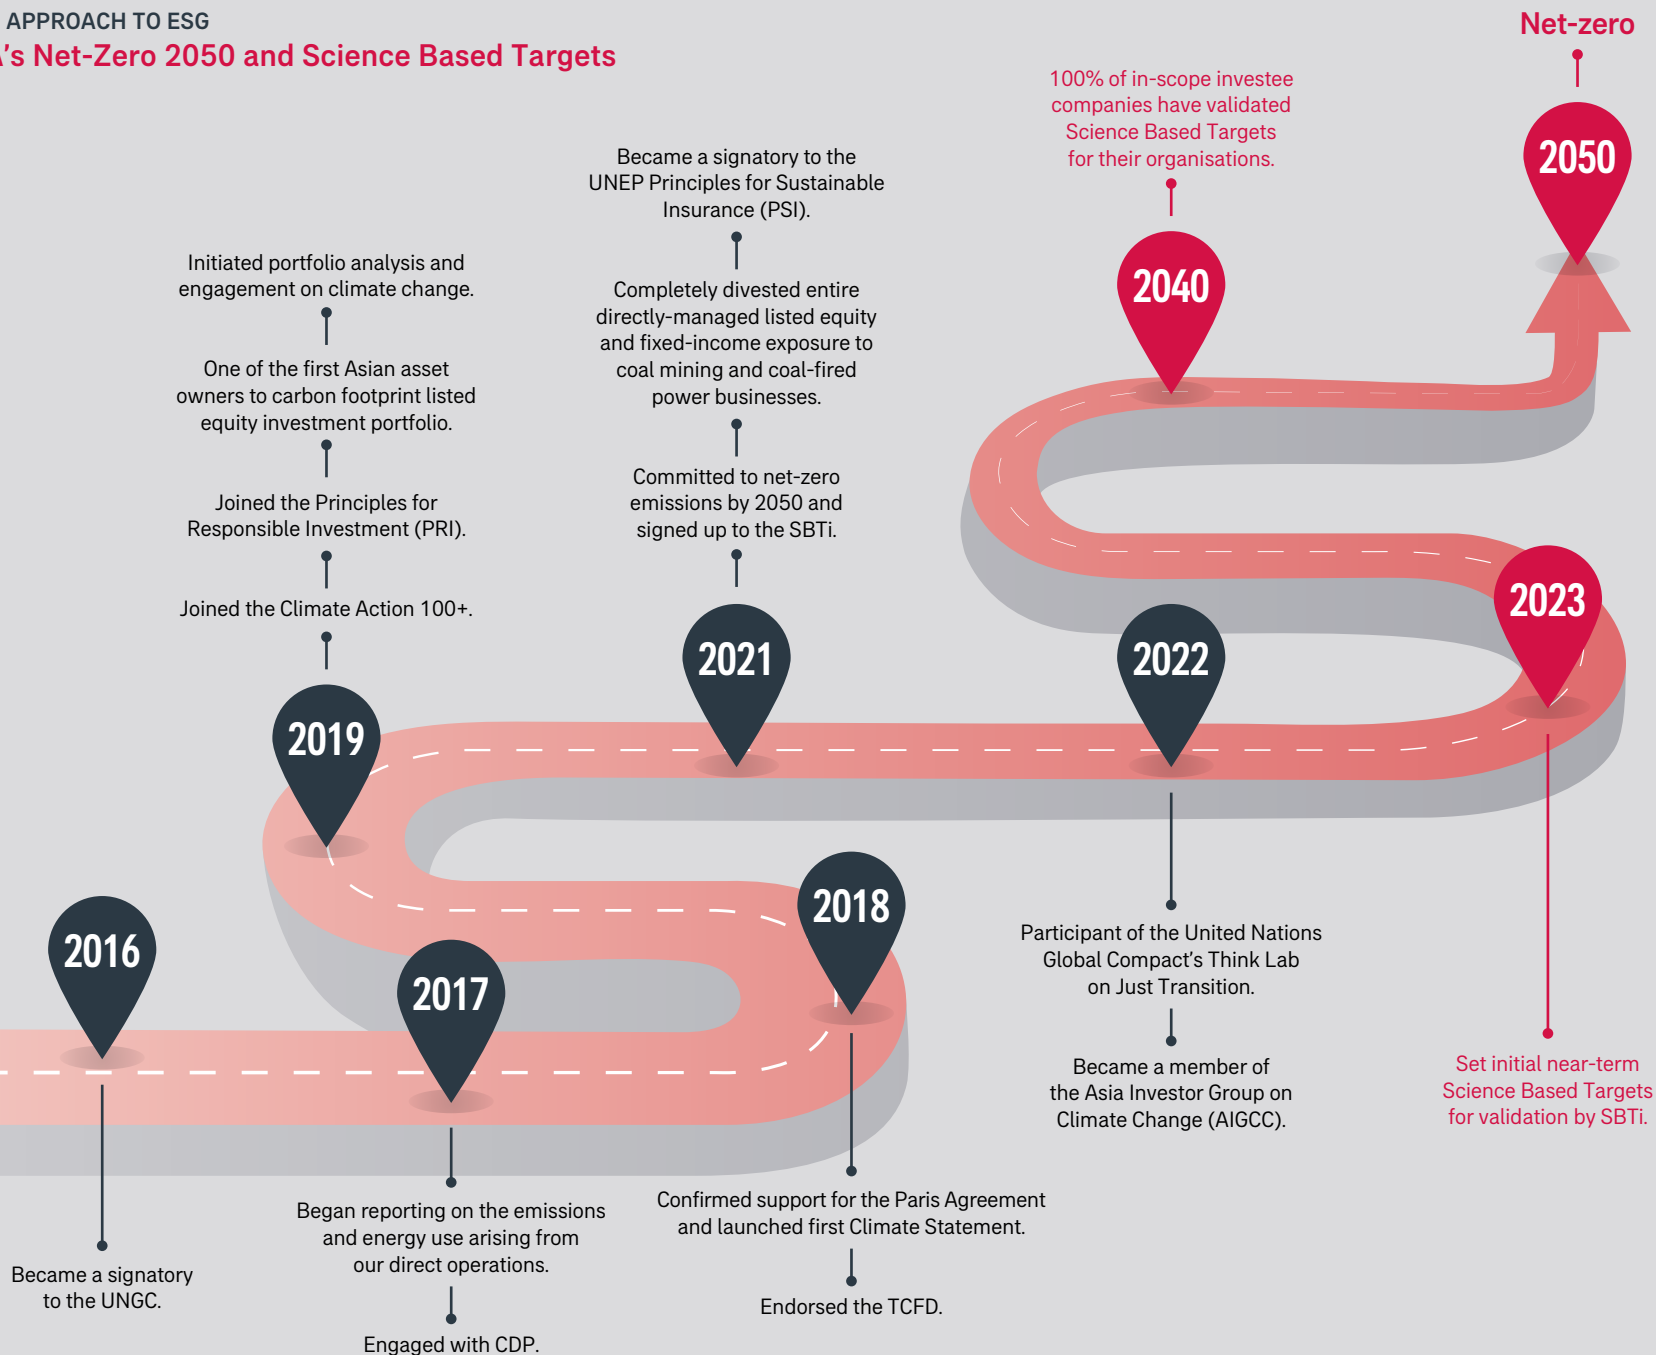 APPROACH TO ESG
's Net-Zero 2050 and Science Based Targets
2016
Became a signatory
to the UNGC.
2017
Began reporting on the emissions
and energy use arising from
our direct operations.
Engaged with CDP.
2018
Confirmed support for the Paris Agreement
and launched first Climate Statement.
Endorsed the TCFD.
Initiated portfolio analysis and
engagement on climate change.
One of the first Asian asset
owners to carbon footprint listed
equity investment portfolio.
Joined the Principles for
Responsible Investment (PRI).
Joined the Climate Action 100+.
2019
Became a signatory to the
UNEP Principles for Sustainable
Insurance (PSI).
Completely divested entire
directly-managed listed equity
and fixed-income exposure to
coal mining and coal-fired
power businesses.
Committed to net-zero
emissions by 2050 and
signed up to the SBTi.
2021
2022
Participant of the United Nations
Global Compact's Think Lab
on Just Transition.
Became a member of
the Asia Investor Group on
Climate Change (AIGCC).
2023
Set initial near-term
Science Based Targets
for validation by SBTi.
100% of in-scope investee
companies have validated
Science Based Targets
for their organisations.
2040
Net-zero
2050